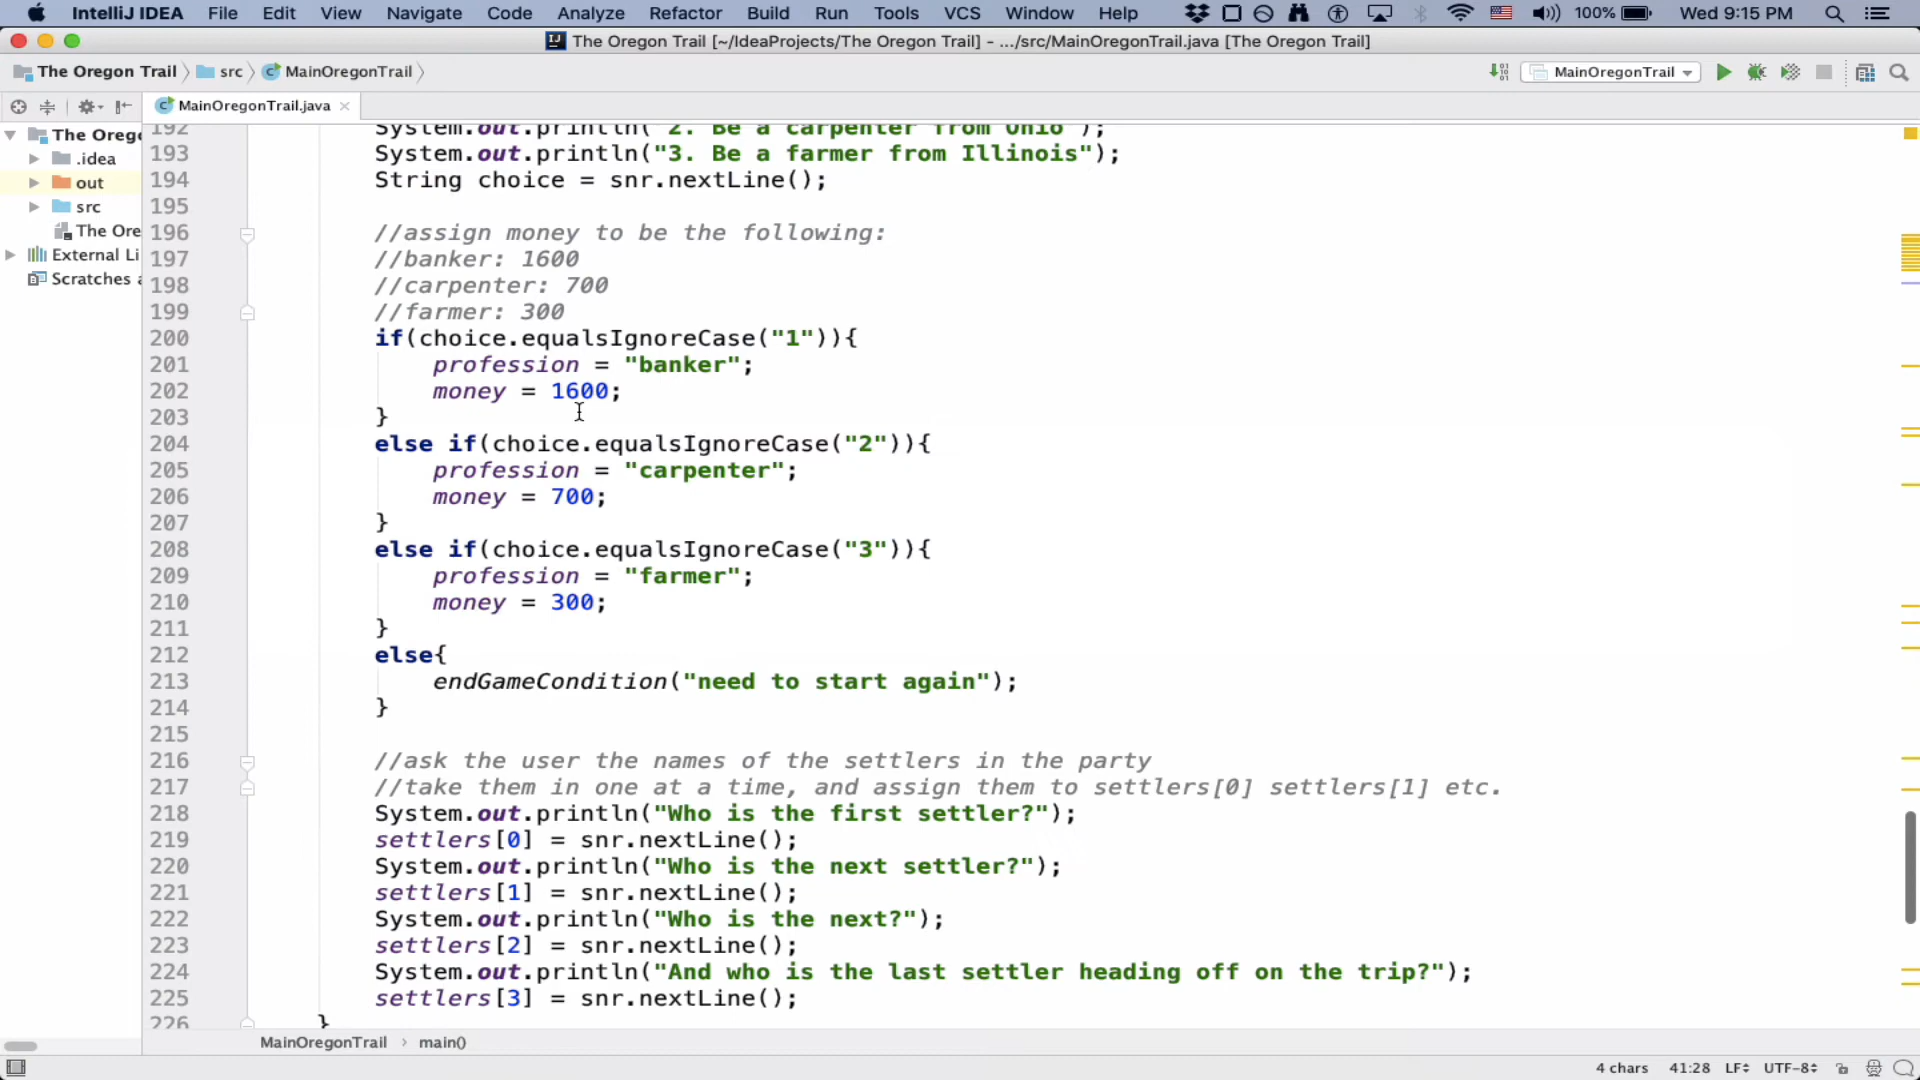 IntelliJ IDEA File Edit View Navigate Code Analyze Refactor Build Run Tools VCS Window Help 100% Wed 9:15 PM
The Oregon Trail [~/IdeaProjects/The Oregon Trail] - .../src/MainOregonTrail.java [The Oregon Trail]
The Oregon Trail src MainOregonTrail MainOregonTrail
MainOregonTrail.java
The Orego
.idea
out
src
The Ore
External Li
Scratches a
192 System.out.println("2. Be a carpenter from Ohio");
193 System.out.println("3. Be a farmer from Illinois");
194 String choice = snr.nextLine();
195
196 //assign money to be the following:
197 //banker: 1600
198 //carpenter: 700
199 //farmer: 300
200 if(choice.equalsIgnoreCase("1")){
201 profession = "banker";
202 money = 1600;
203 }
204 else if(choice.equalsIgnoreCase("2")){
205 profession = "carpenter";
206 money = 700;
207 }
208 else if(choice.equalsIgnoreCase("3")){
209 profession = "farmer";
210 money = 300;
211 }
212 else{
213 endGameCondition("need to start again");
214 }
215
216 //ask the user the names of the settlers in the party
217 //take them in one at a time, and assign them to settlers[0] settlers[1] etc.
218 System.out.println("Who is the first settler?");
219 settlers[0] = snr.nextLine();
220 System.out.println("Who is the next settler?");
221 settlers[1] = snr.nextLine();
222 System.out.println("Who is the next?");
223 settlers[2] = snr.nextLine();
224 System.out.println("And who is the last settler heading off on the trip?");
225 settlers[3] = snr.nextLine();
226 }
MainOregonTrail › main()
4 chars 41:28 LF UTF-8